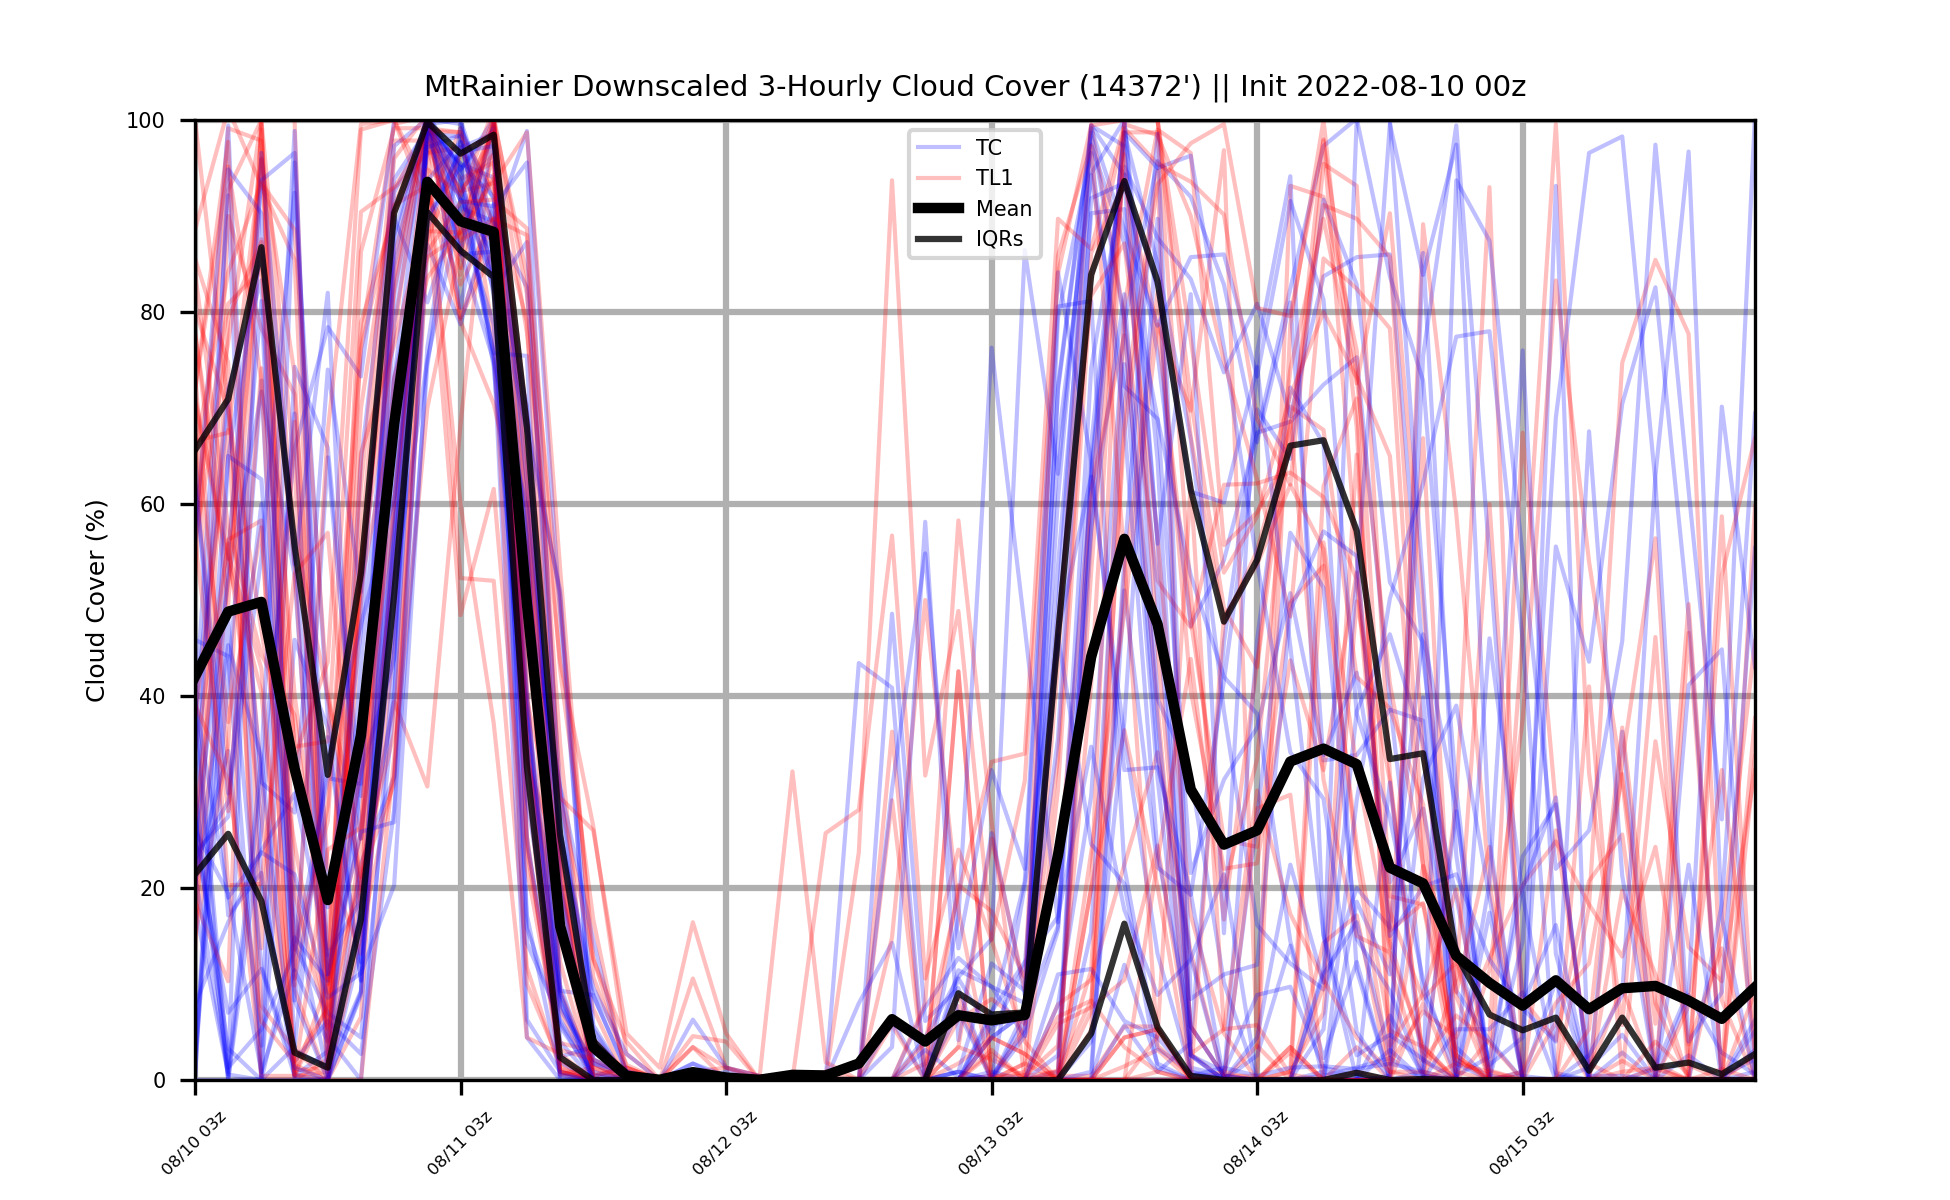 MtRainier Downscaled 3-Hourly Cloud Cover (14372') || Init 2022-08-10 00z
Cloud Cover (%)
100
80
60
40
20
0
TC
TL1
Mean
IQRs
08/10 03z
08/11 03z
08/12 03z
08/13 03z
08/14 03z
08/15 03z